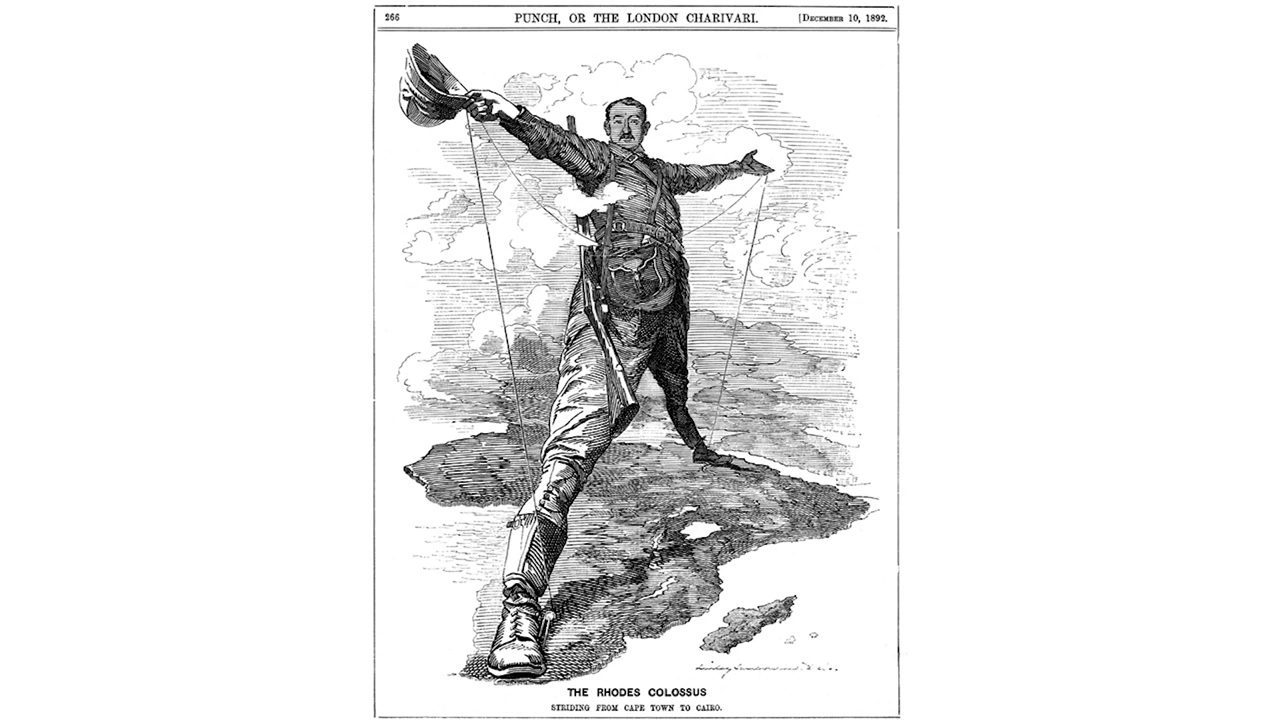 266
PUNCH, OR THE LONDON CHARIVARI.
[December 10, 1892.
THE RHODES COLOSSUS
STRIDING FROM CAPE TOWN TO CAIRO.